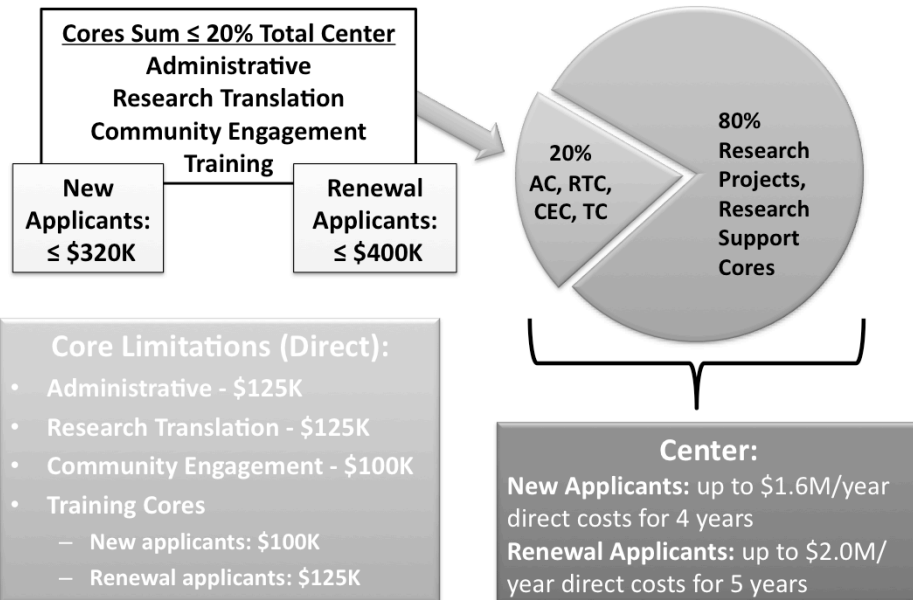 Cores Sum ≤ 20% Total Center
Administrative
Research Translation
Community Engagement
Training
New
Applicants:
≤ $320K
Renewal
Applicants:
≤ $400K
20%
AC, RTC,
CEC, TC
80%
Research
Projects,
Research
Support
Cores
Core Limitations (Direct):
• Administrative - $125K
• Research Translation - $125K
• Community Engagement - $100K
• Training Cores
– New applicants: $100K
– Renewal applicants: $125K
Center:
New Applicants: up to $1.6M/year
direct costs for 4 years
Renewal Applicants: up to $2.0M/
year direct costs for 5 years